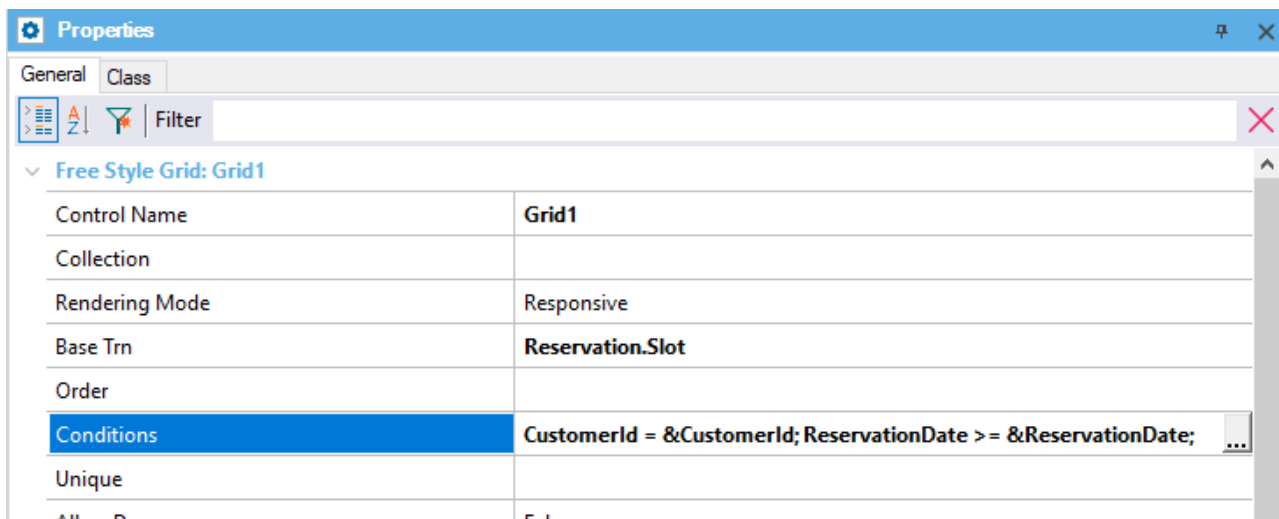 Properties
General Class
A Z Filter
Free Style Grid: Grid1
Control Name Grid1
Collection
Rendering Mode Responsive
Base Trn Reservation.Slot
Order
Conditions CustomerId = &CustomerId; ReservationDate >= &ReservationDate; ...
Unique